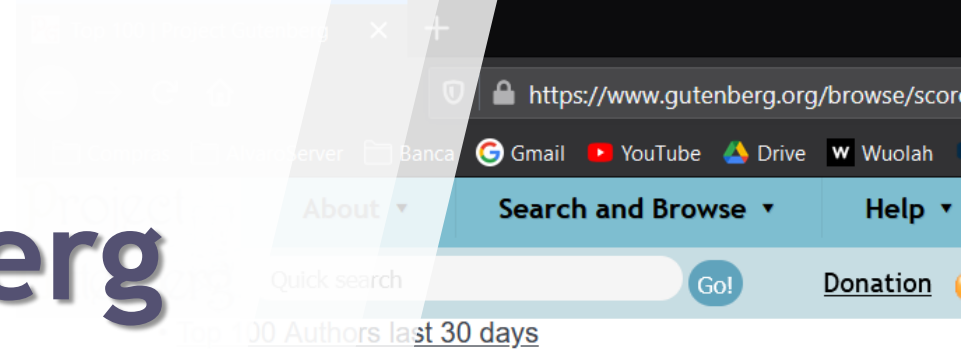 https://www.gutenberg.org/browse/score
Server Banca Gmail YouTube Drive W Wuolah
About Search and Browse Help
erg
Quick search Go! Donation
Top 100 Authors last 30 days